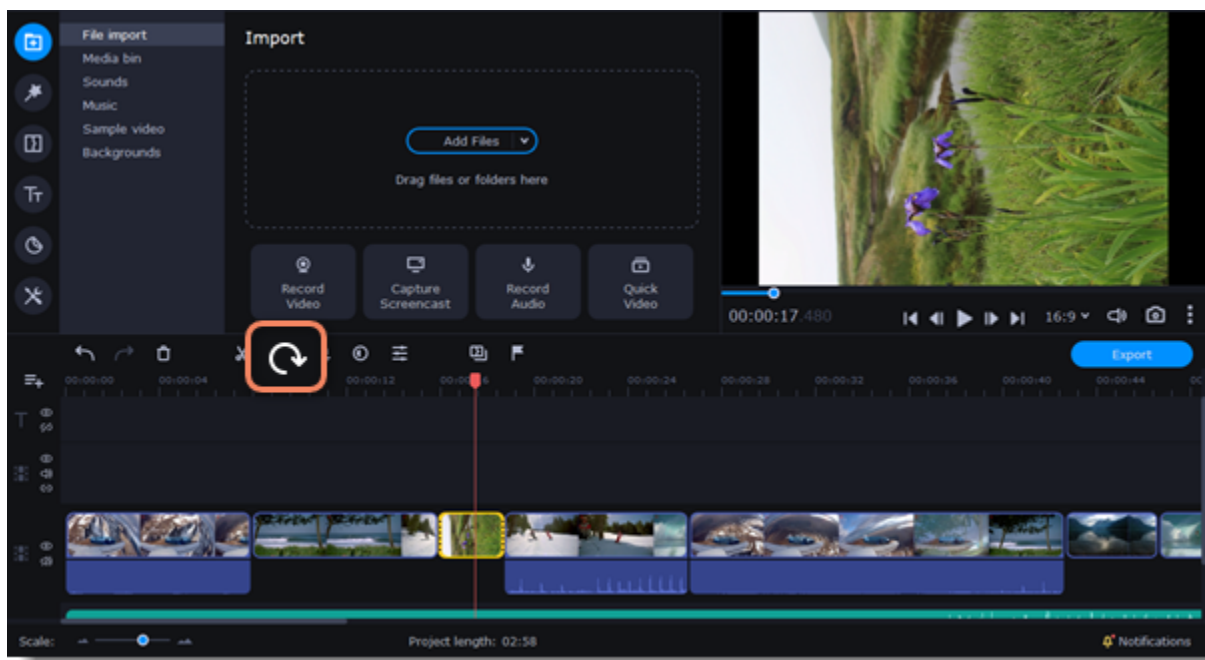 File import
Media bin
Sounds
Music
Sample video
Backgrounds
Import
Add Files
Drag files or folders here
Record
Video
Capture
Screencast
Record
Audio
Quick
Video
00:00:17.480
16:9
Export
00:00:00 00:00:04 00:00:12 00:00:20 00:00:24 00:00:28 00:00:32 00:00:36 00:00:40 00:00:44
Scale:
Project length: 02:58
Notifications